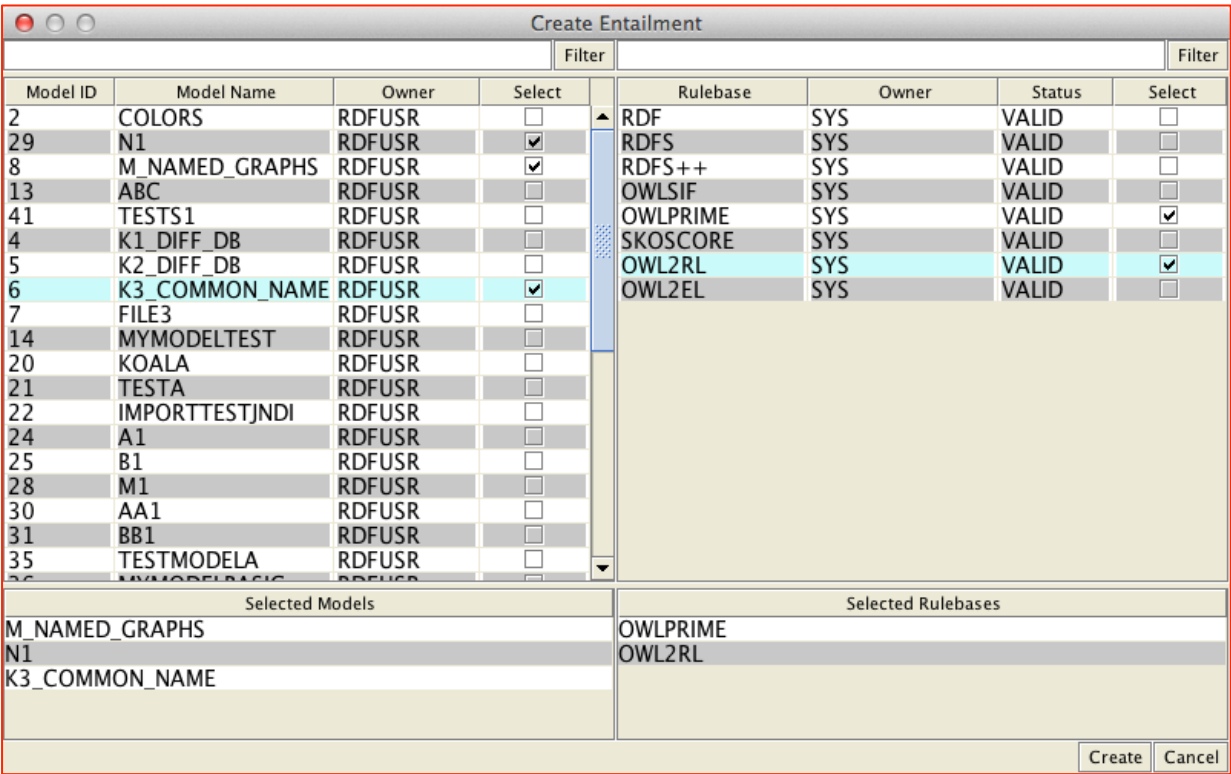 Create Entailment
Filter Filter
Model ID Model Name Owner Select Rulebase Owner Status Select
2 COLORS RDFUSR RDF SYS VALID
29 N1 RDFUSR RDFS SYS VALID
8 M_NAMED_GRAPHS RDFUSR RDFS++ SYS VALID
13 ABC RDFUSR OWLSIF SYS VALID
41 TESTS1 RDFUSR OWLPRIME SYS VALID
4 K1_DIFF_DB RDFUSR SKOSCORE SYS VALID
5 K2_DIFF_DB RDFUSR OWL2RL SYS VALID
6 K3_COMMON_NAME RDFUSR OWL2EL SYS VALID
7 FILE3 RDFUSR
14 MYMODELTEST RDFUSR
20 KOALA RDFUSR
21 TESTA RDFUSR
22 IMPORTTESTJNDI RDFUSR
24 A1 RDFUSR
25 B1 RDFUSR
28 M1 RDFUSR
30 AA1 RDFUSR
31 BB1 RDFUSR
35 TESTMODELA RDFUSR
Selected Models Selected Rulebases
M_NAMED_GRAPHS OWLPRIME
N1 OWL2RL
K3_COMMON_NAME
Create Cancel